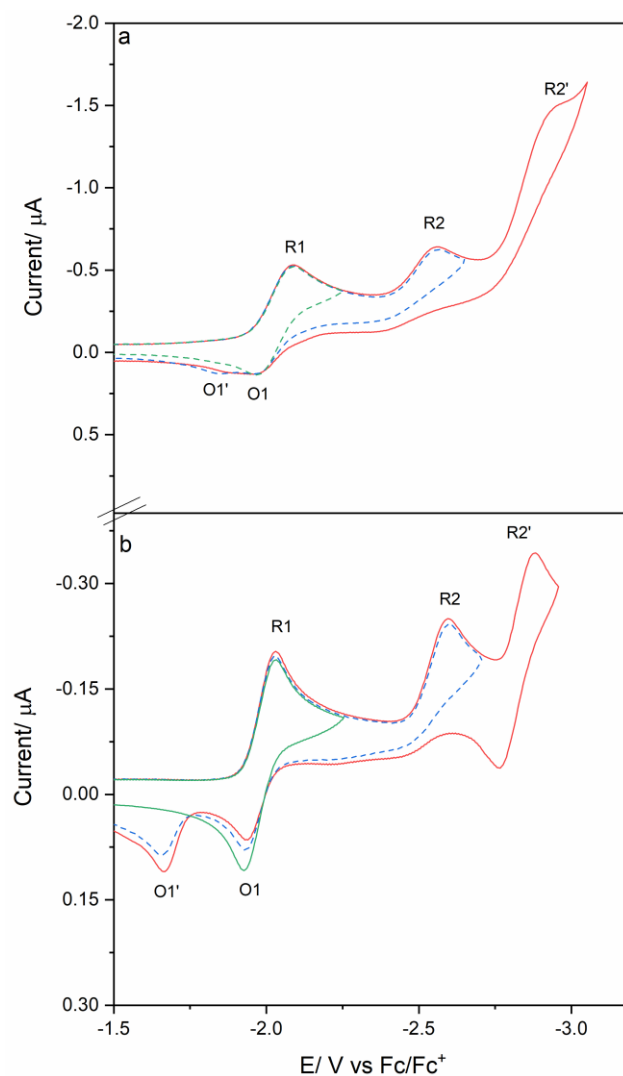 a
-2.0
-1.5
-1.0
-0.5
0.0
0.5
Current/ μA
R1
R2
R2'
O1'
O1
b
-0.30
-0.15
0.00
0.15
0.30
Current/ μA
R1
R2
R2'
O1'
O1
-1.5
-2.0
-2.5
-3.0
E/ V vs Fc/Fc⁺